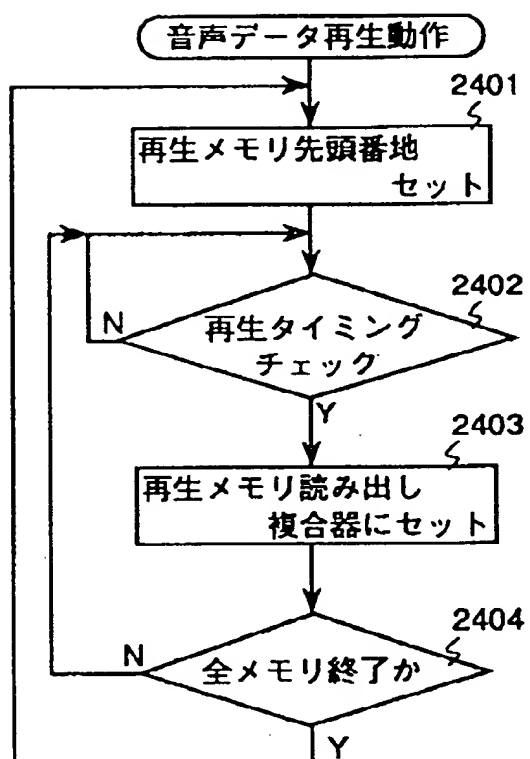 音声データ再生動作
2401
再生メモリ先頭番地
セット
2402
N
再生タイミング
チェック
Y
2403
再生メモリ読み出し
複合器にセット
2404
N
全メモリ終了か
Y